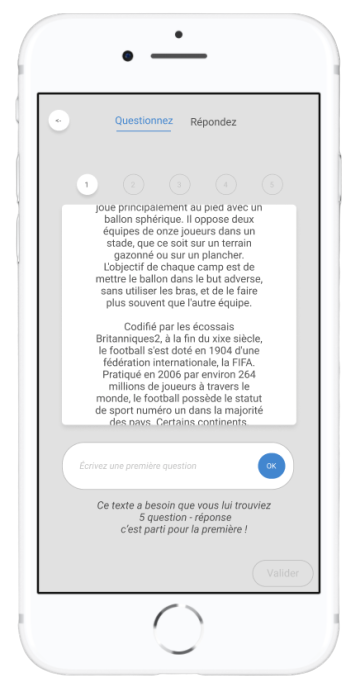 Questionnez Répondez
1 2 3 4 5
joue principalement au pied avec un
ballon sphérique. Il oppose deux
équipes de onze joueurs dans un
stade, que ce soit sur un terrain
gazonné ou sur un plancher.
L'objectif de chaque camp est de
mettre le ballon dans le but adverse,
sans utiliser les bras, et de le faire
plus souvent que l'autre équipe.
Codifié par les écossais
Britanniques2, à la fin du xixe siècle,
le football s'est doté en 1904 d'une
fédération internationale, la FIFA.
Pratiqué en 2006 par environ 264
millions de joueurs à travers le
monde, le football possède le statut
de sport numéro un dans la majorité
des pays. Certains continents,
Écrivez une première question
OK
Ce texte a besoin que vous lui trouviez
5 question - réponse
c'est parti pour la première !
Valider